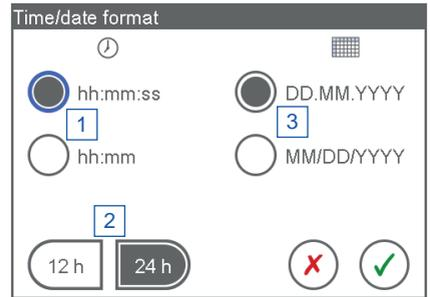 Time/date format
hh:mm:ss
DD.MM.YYYY
1
3
hh:mm
MM/DD/YYYY
2
12 h
24 h